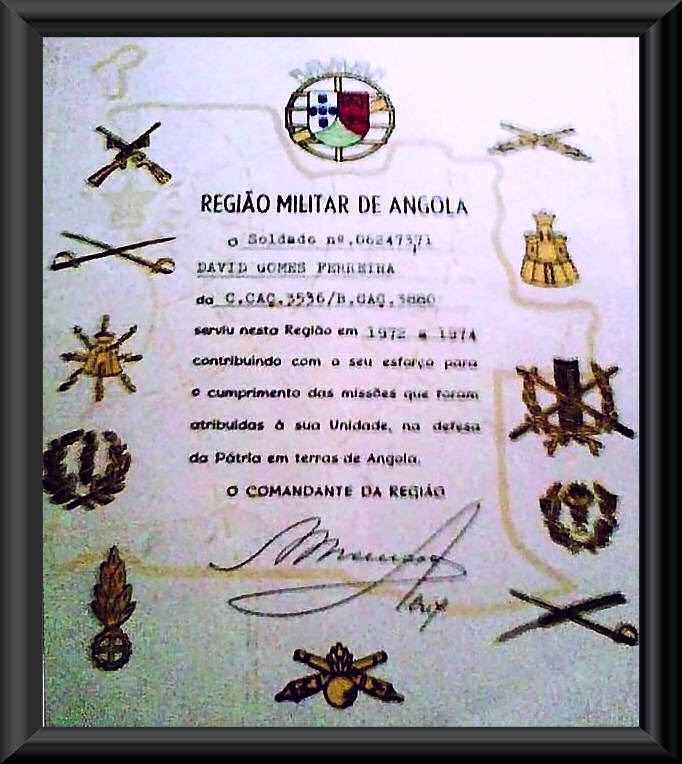 REGIÃO MILITAR DE ANGOLA
o Soldado nº.06247371
DAVID GOMES FERREIRA
da C.CAÇ.3536/B.CAÇ.3880
serviu nesta Região em 1972 a 1974
contribuindo com o seu esforço para
o cumprimento das missões que foram
atribuidas à sua Unidade, na defesa
da Pátria em terras de Angola.
O COMANDANTE DA REGIÃO